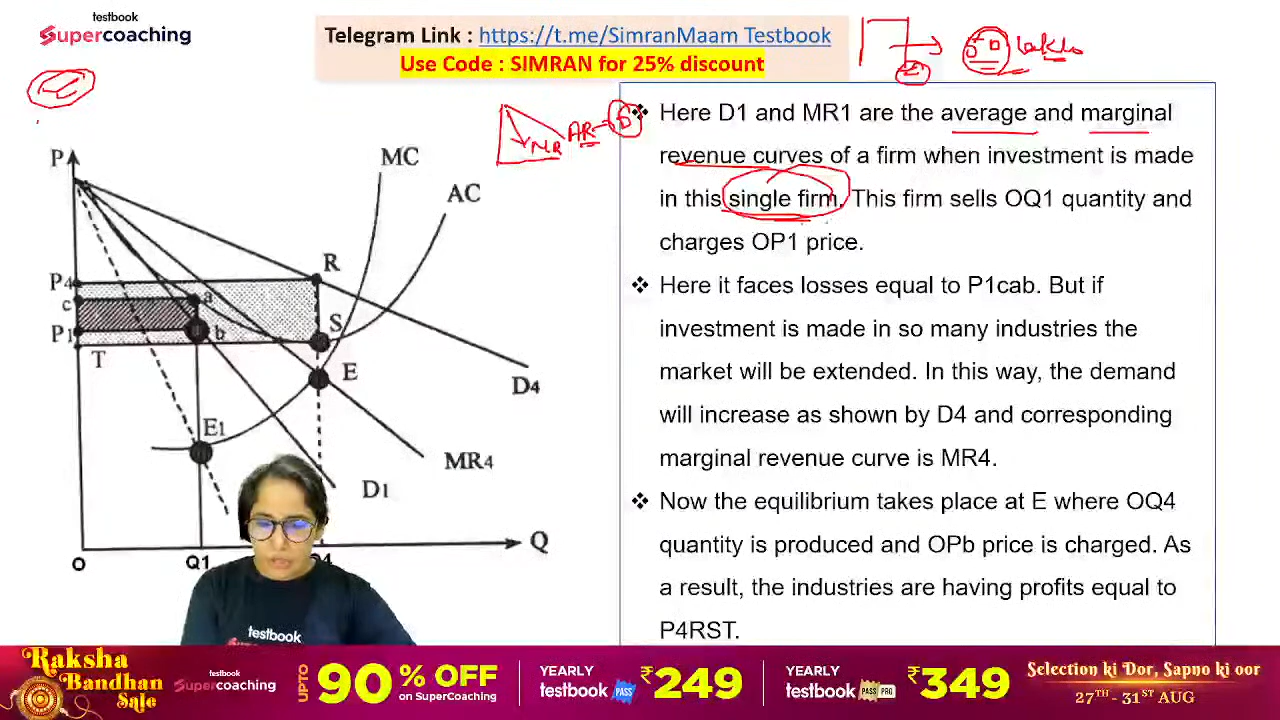 testbook
Supercoaching
Telegram Link : https://t.me/SimranMaam Testbook
Use Code : SIMRAN for 25% discount
lakhs
MR AR
❖ Here D1 and MR1 are the average and marginal
revenue curves of a firm when investment is made
in this single firm. This firm sells OQ1 quantity and
charges OP1 price.
❖ Here it faces losses equal to P1cab. But if
investment is made in so many industries the
market will be extended. In this way, the demand
will increase as shown by D4 and corresponding
marginal revenue curve is MR4.
❖ Now the equilibrium takes place at E where OQ4
quantity is produced and OPb price is charged. As
a result, the industries are having profits equal to
P4RST.
P
MC
AC
R
P4
c
a
S
P1
b
T
E
D4
E1
MR4
D1
Q
O
Q1
testbook
Raksha
Bandhan
Sale
testbook
Supercoaching
UPTO
90% OFF
on SuperCoaching
YEARLY
testbook PASS
₹249
YEARLY
testbook PASS PRO
₹349
Selection ki Dor, Sapno ki oor
27TH - 31ST AUG